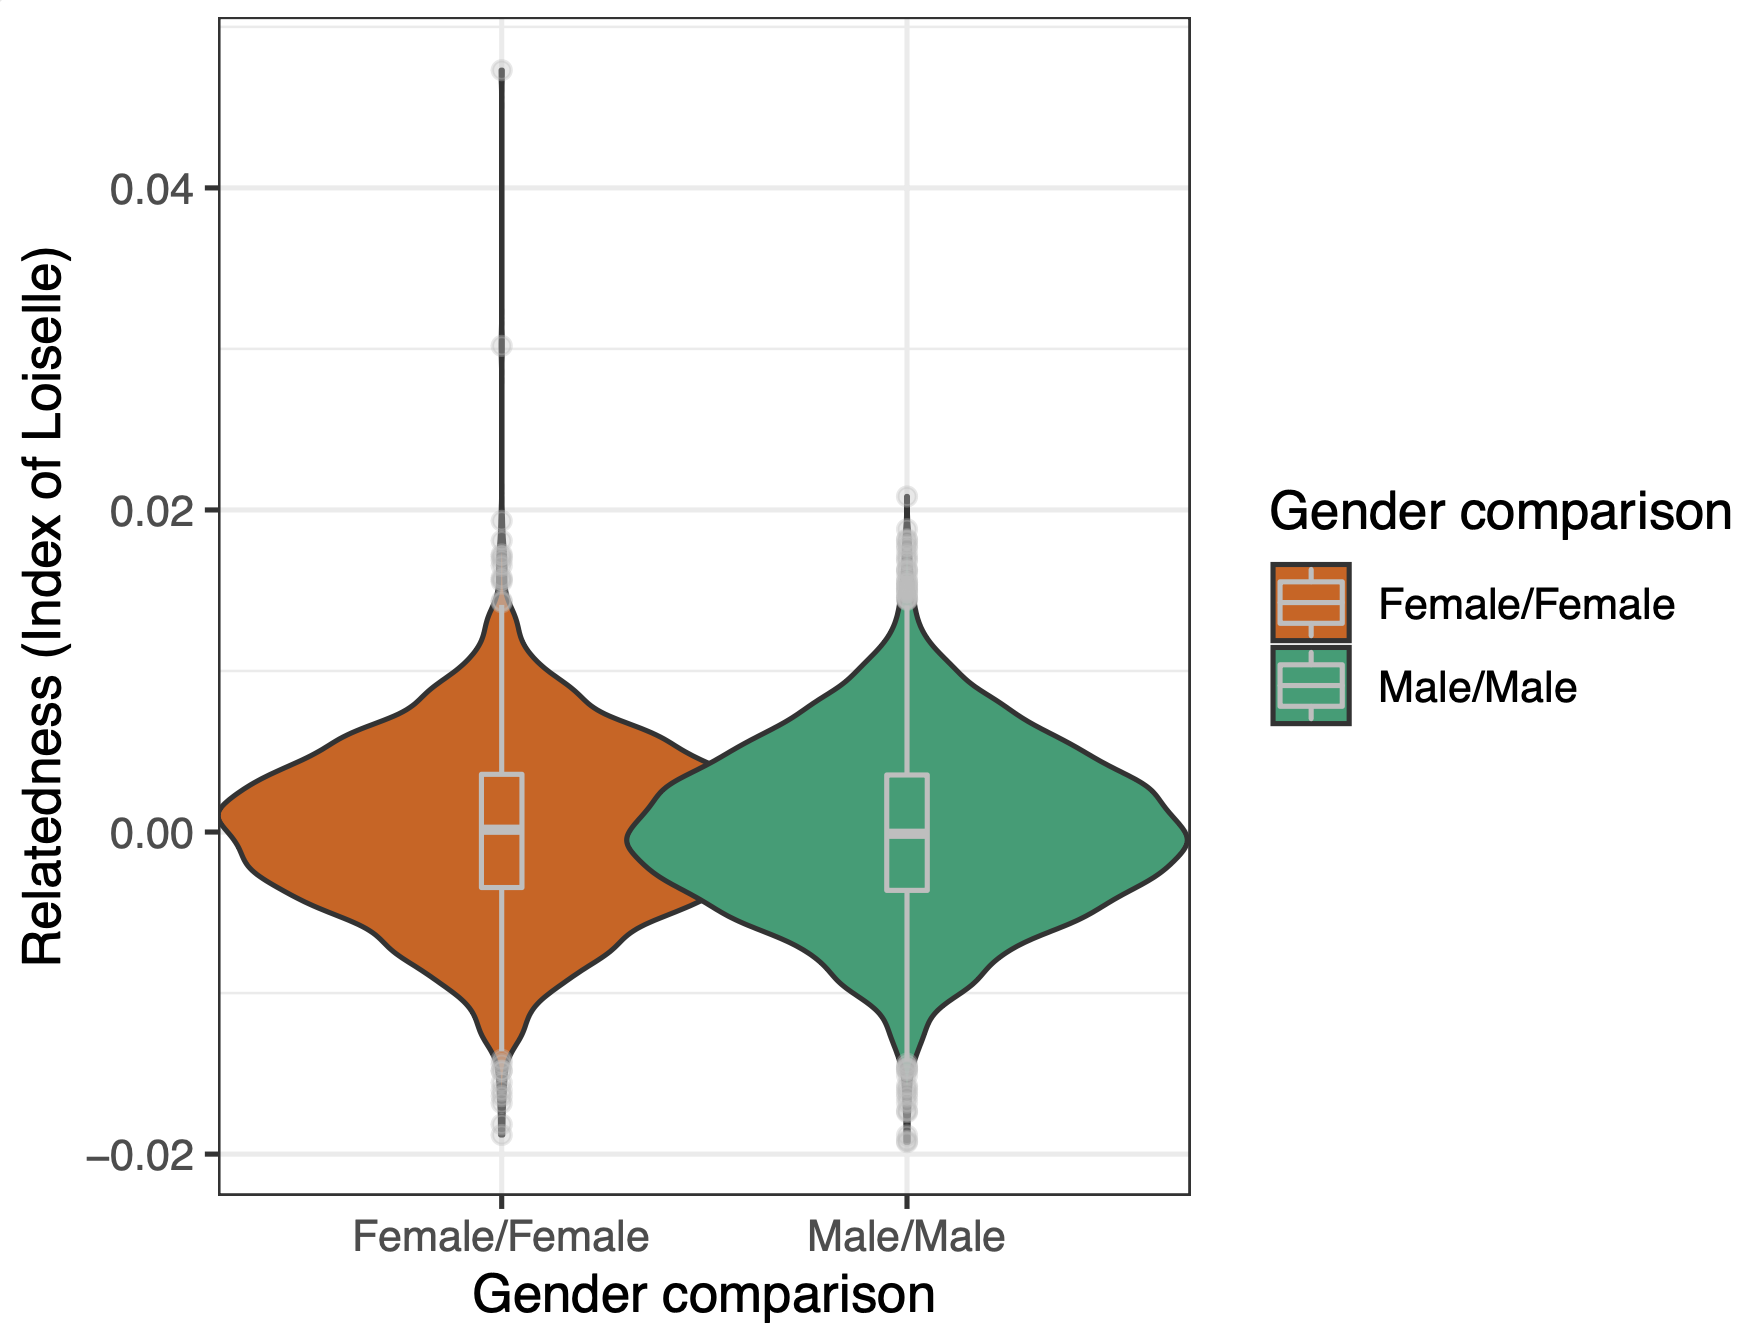 Relatedness (Index of Loiselle)
0.04
0.02
0.00
−0.02
Female/Female
Male/Male
Gender comparison
Gender comparison
Female/Female
Male/Male